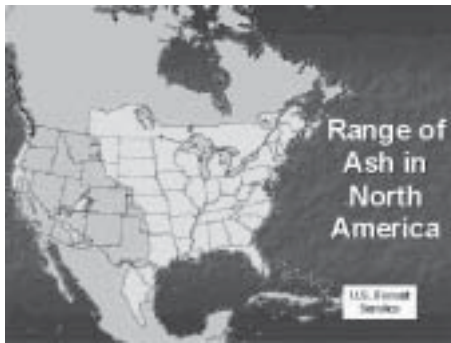 Range of
Ash in
North
America
U.S. Forest
Service